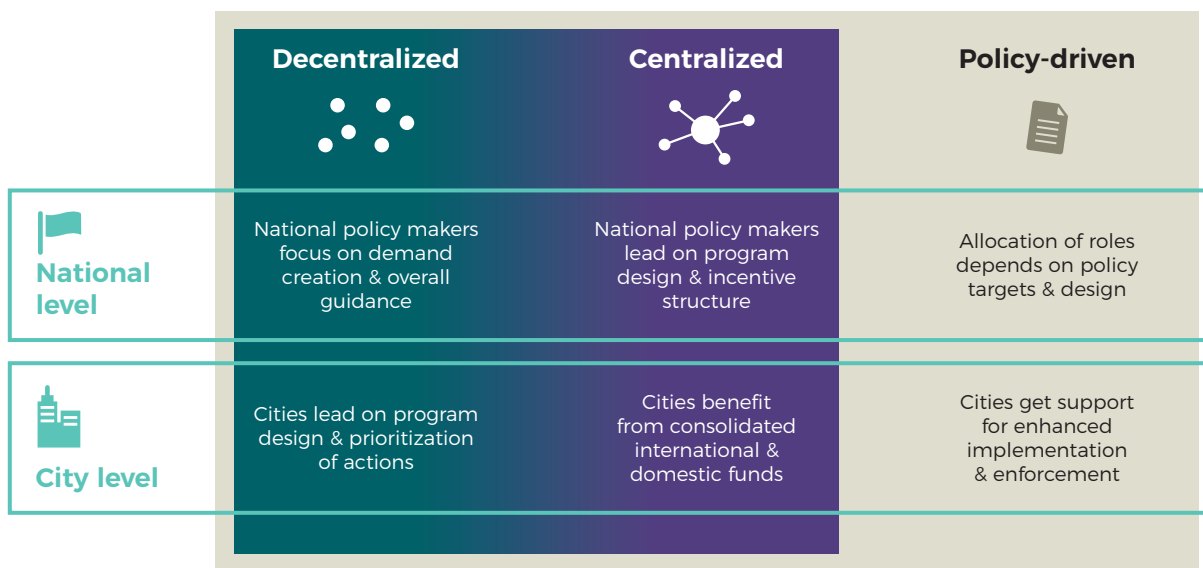 Decentralized
Centralized
Policy-driven
National
level
National policy makers
focus on demand
creation & overall
guidance
National policy makers
lead on program
design & incentive
structure
Allocation of roles
depends on policy
targets & design
City level
Cities lead on program
design & prioritization
of actions
Cities benefit
from consolidated
international &
domestic funds
Cities get support
for enhanced
implementation
& enforcement